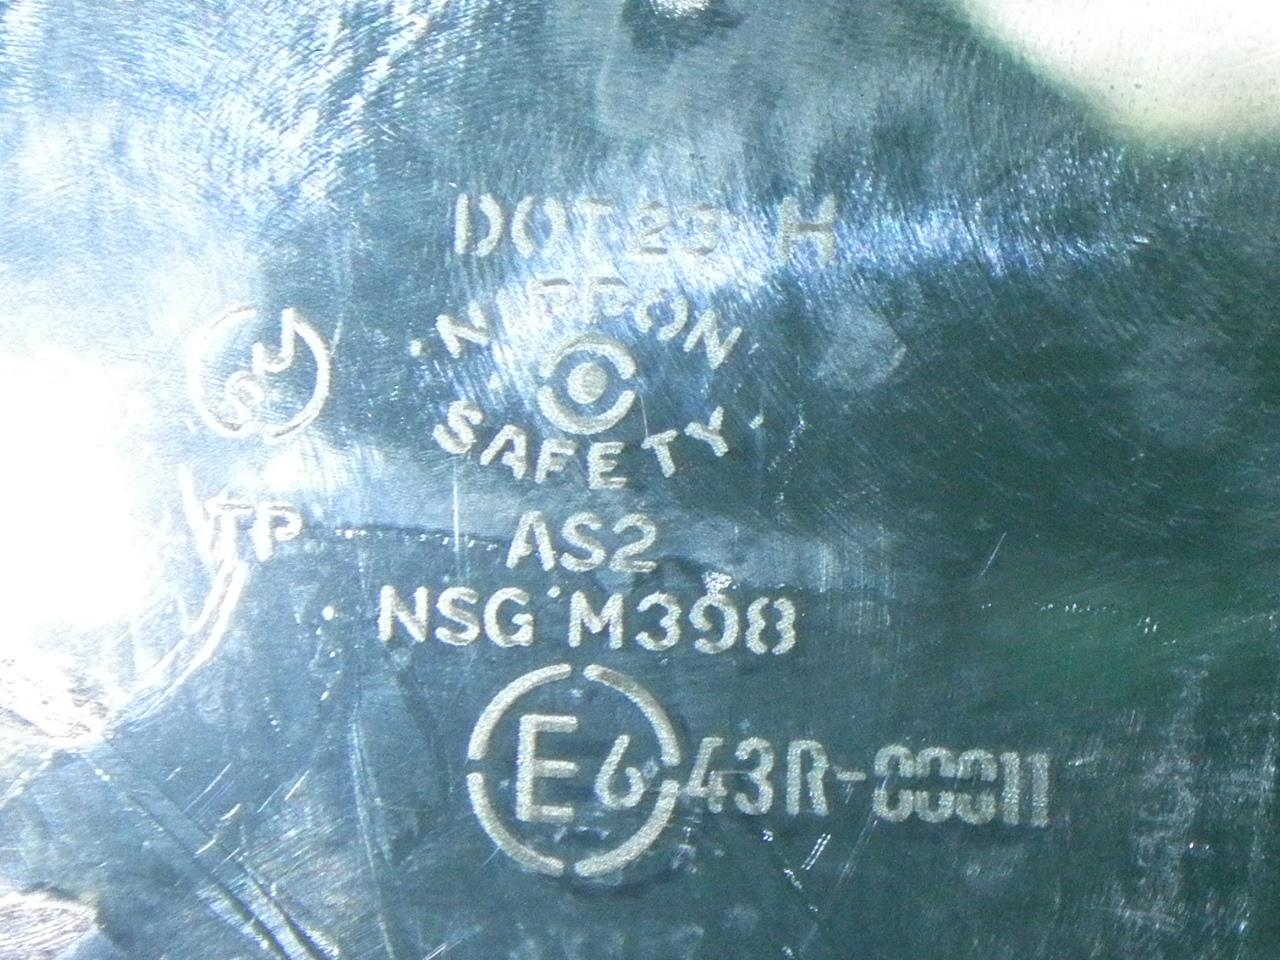 DOT23 H
NIPPON
SAFETY
TP
AS2
NSG M398
E6 43R-00011